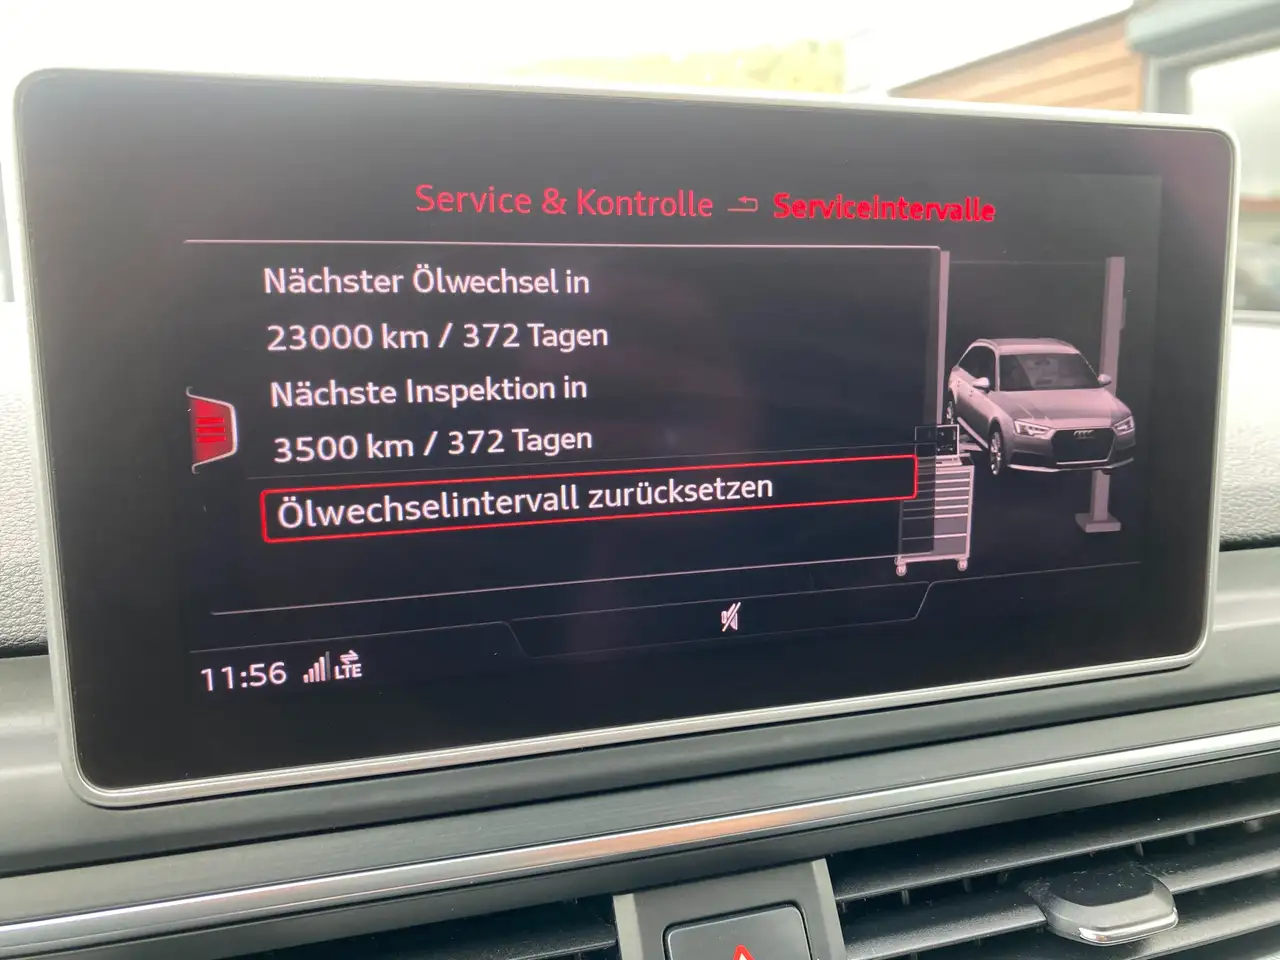 Service & Kontrolle Serviceintervalle
Nächster Ölwechsel in
23000 km / 372 Tagen
Nächste Inspektion in
3500 km / 372 Tagen
Ölwechselintervall zurücksetzen
11:56 LTE